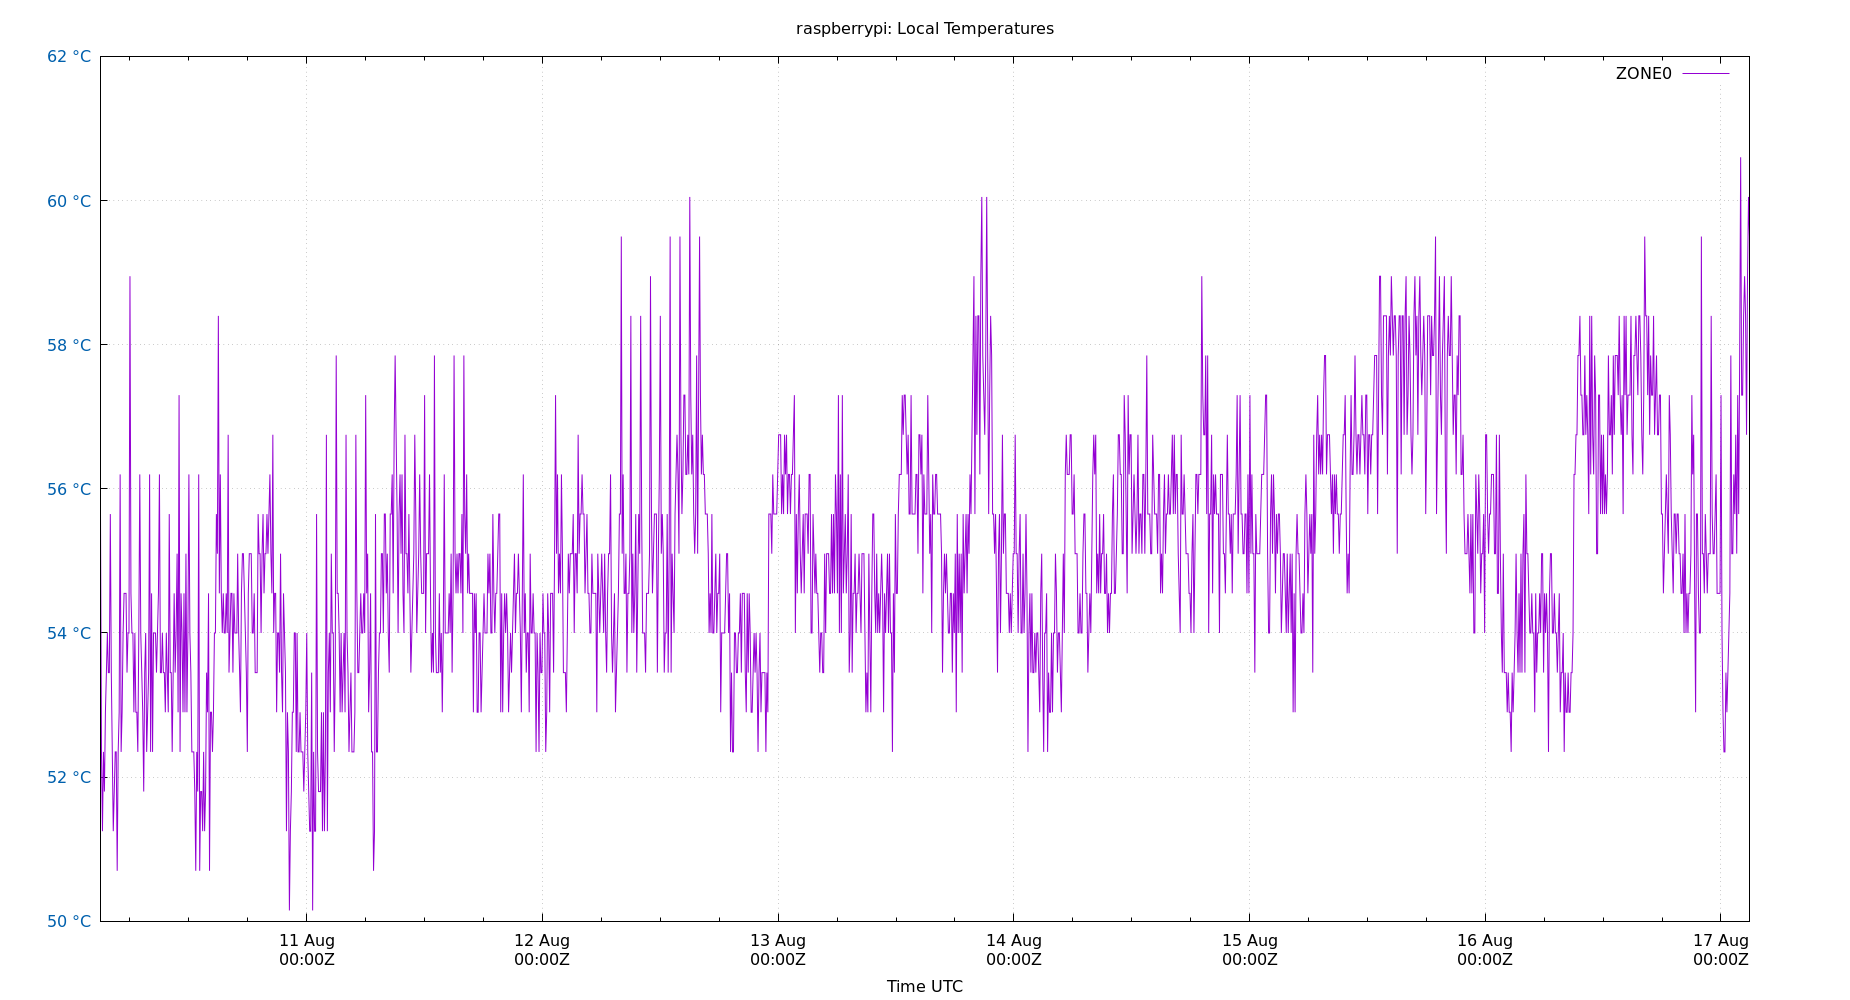 raspberrypi: Local Temperatures
62 °C
ZONE0
60 °C
58 °C
56 °C
54 °C
52 °C
50 °C
11 Aug 12 Aug 13 Aug 14 Aug 15 Aug 16 Aug 17 Aug
00:00Z 00:00Z 00:00Z 00:00Z 00:00Z 00:00Z 00:00Z
Time UTC